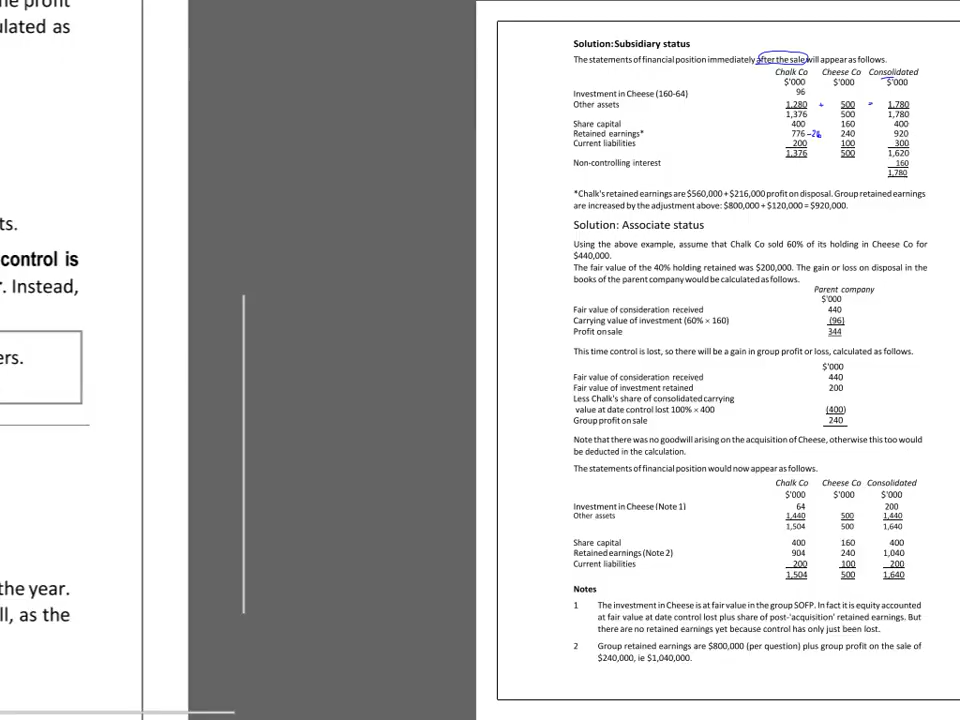 he profit
ulated as
ts.
control is
. Instead,
ers.
the year.
ll, as the
Solution:Subsidiary status
The statements of financial position immediately after the sale will appear as follows.
Chalk Co Cheese Co Consolidated
$'000 $'000 $'000
Investment in Cheese (160-64) 96
Other assets 1,280 500 1,780
1,376 500 1,780
Share capital 400 160 400
Retained earnings* 776 240 920
Current liabilities 200 100 300
1,376 500 1,620
Non-controlling interest 160
1,780
*Chalk's retained earnings are $560,000 + $216,000 profit on disposal. Group retained earnings
are increased by the adjustment above: $800,000 + $120,000 = $920,000.
Solution: Associate status
Using the above example, assume that Chalk Co sold 60% of its holding in Cheese Co for
$440,000.
The fair value of the 40% holding retained was $200,000. The gain or loss on disposal in the
books of the parent company would be calculated as follows.
Parent company
$'000
Fair value of consideration received 440
Carrying value of investment (60% × 160) (96)
Profit on sale 344
This time control is lost, so there will be a gain in group profit or loss, calculated as follows.
$'000
Fair value of consideration received 440
Fair value of investment retained 200
Less Chalk's share of consolidated carrying
value at date control lost 100% × 400 (400)
Group profit on sale 240
Note that there was no goodwill arising on the acquisition of Cheese, otherwise this too would
be deducted in the calculation.
The statements of financial position would now appear as follows.
Chalk Co Cheese Co Consolidated
$'000 $'000 $'000
Investment in Cheese (Note 1) 64 200
Other assets 1,440 500 1,440
1,504 500 1,640
Share capital 400 160 400
Retained earnings (Note 2) 904 240 1,040
Current liabilities 200 100 200
1,504 500 1,640
Notes
1 The investment in Cheese is at fair value in the group SOFP. In fact it is equity accounted
at fair value at date control lost plus share of post-'acquisition' retained earnings. But
there are no retained earnings yet because control has only just been lost.
2 Group retained earnings are $800,000 (per question) plus group profit on the sale of
$240,000, ie $1,040,000.